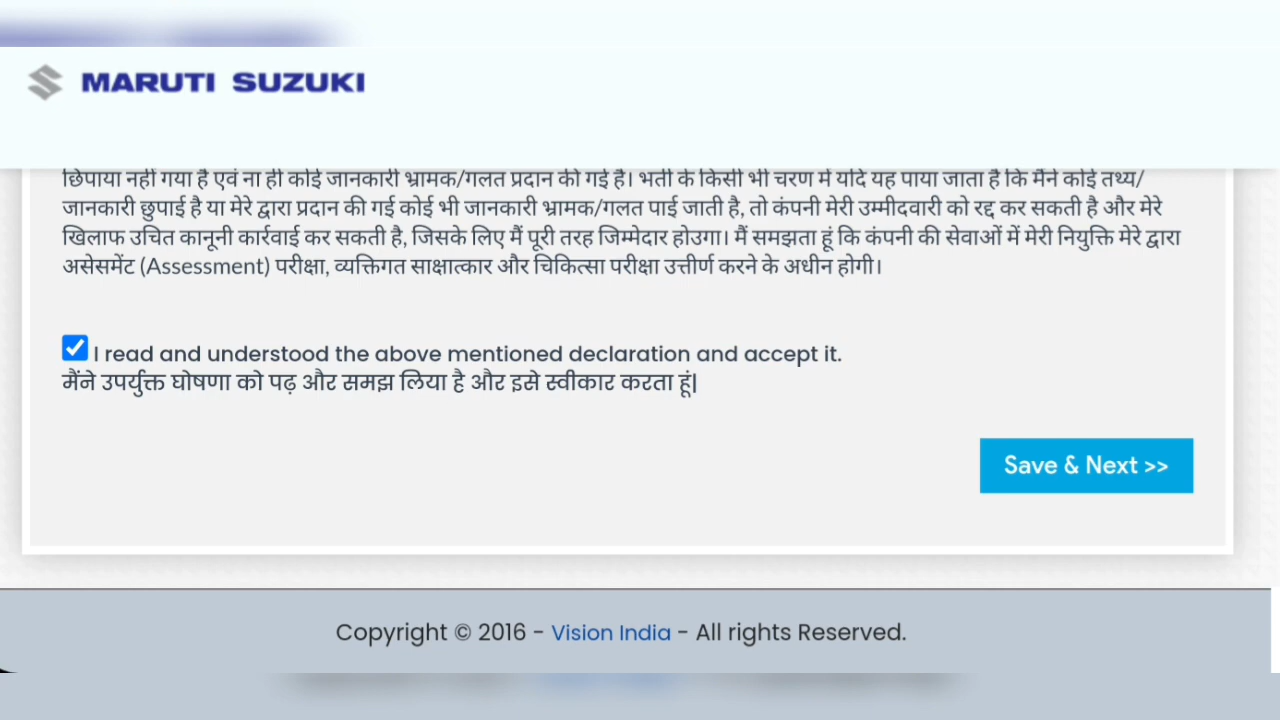 MARUTI SUZUKI
छिपाया नहीं गया है एवं ना ही कोई जानकारी भ्रामक/गलत प्रदान की गई है। भर्ती के किसी भी चरण में यदि यह पाया जाता है कि मैंने कोई तथ्य/
जानकारी छुपाई है या मेरे द्वारा प्रदान की गई कोई भी जानकारी भ्रामक/गलत पाई जाती है, तो कंपनी मेरी उम्मीदवारी को रद्द कर सकती है और मेरे
खिलाफ उचित कानूनी कार्रवाई कर सकती है, जिसके लिए मैं पूरी तरह जिम्मेदार होउगा। मैं समझता हूं कि कंपनी की सेवाओं में मेरी नियुक्ति मेरे द्वारा
असेसमेंट (Assessment) परीक्षा, व्यक्तिगत साक्षात्कार और चिकित्सा परीक्षा उत्तीर्ण करने के अधीन होगी।
I read and understood the above mentioned declaration and accept it.
मैंने उपर्युक्त घोषणा को पढ़ और समझ लिया है और इसे स्वीकार करता हूं|
Save & Next >>
Copyright © 2016 - Vision India - All rights Reserved.